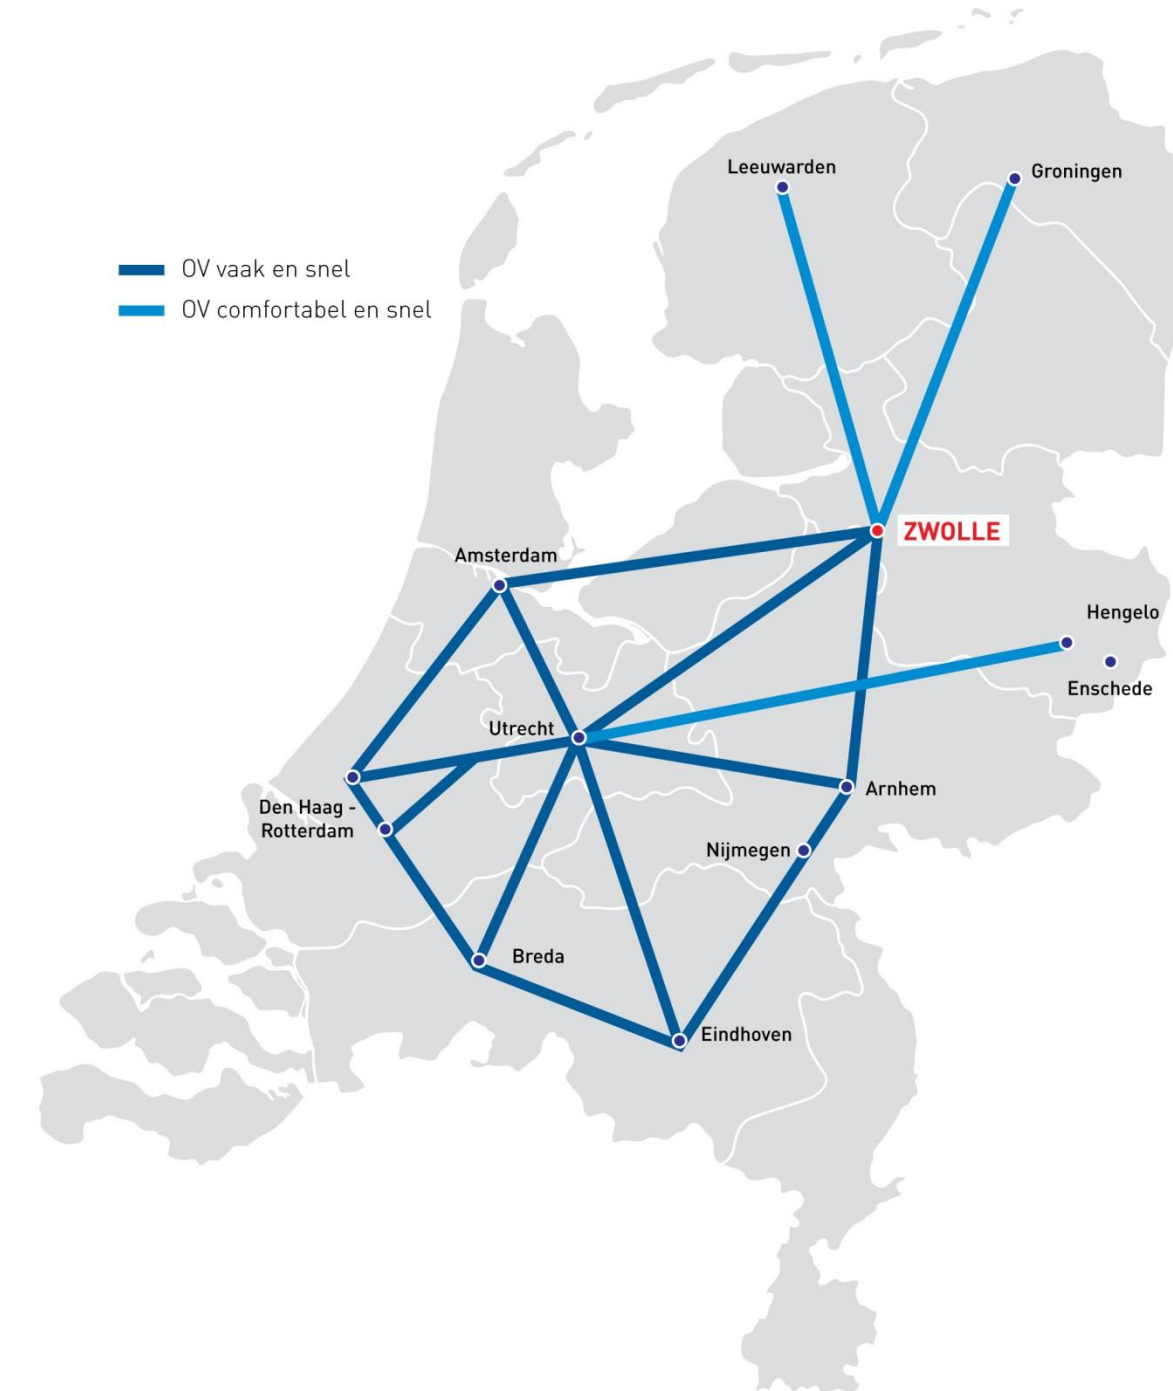 Leeuwarden
Groningen
OV vaak en snel
OV comfortabel en snel
ZWOLLE
Amsterdam
Hengelo
Enschede
Utrecht
Arnhem
Den Haag -
Rotterdam
Nijmegen
Breda
Eindhoven